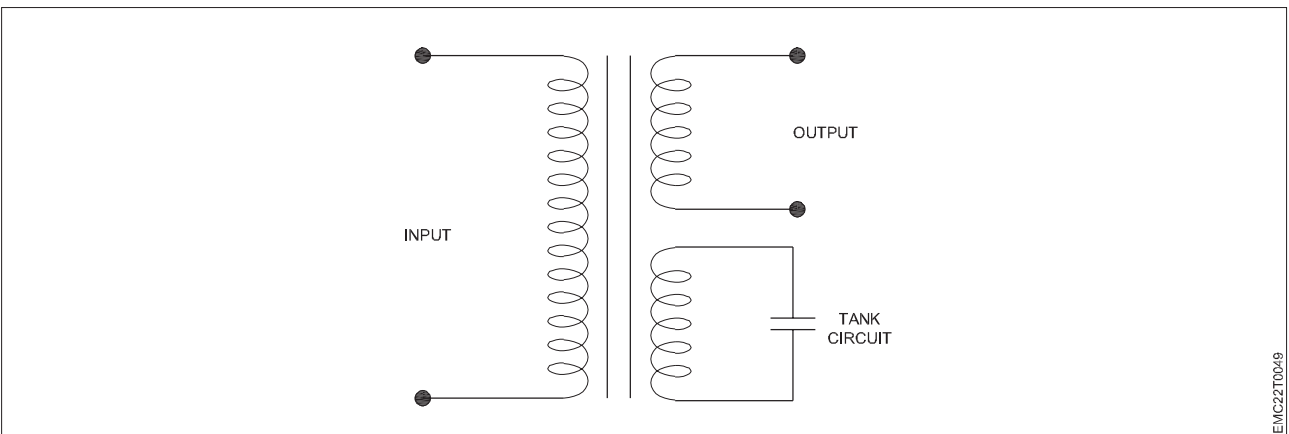 OUTPUT
INPUT
TANK
CIRCUIT
EMC22T0049